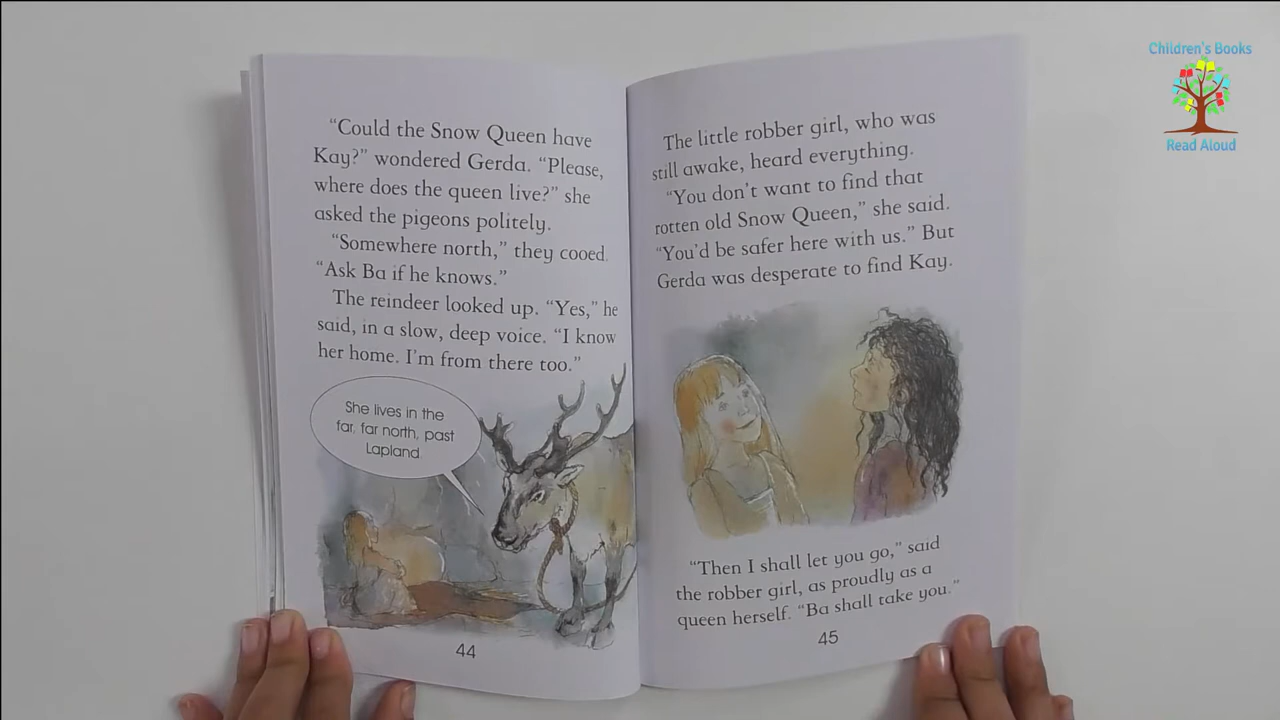 “Could the Snow Queen have
Kay?” wondered Gerda. “Please,
where does the queen live?” she
asked the pigeons politely.
“Somewhere north,” they cooed.
“Ask Ba if he knows.”
The reindeer looked up. “Yes,” he
said, in a slow, deep voice. “I know
her home. I'm from there too.”
She lives in the
far, far north, past
Lapland.
44
The little robber girl, who was
still awake, heard everything.
“You don't want to find that
rotten old Snow Queen,” she said.
“You'd be safer here with us.” But
Gerda was desperate to find Kay.
“Then I shall let you go,” said
the robber girl, as proudly as a
queen herself. “Ba shall take you.”
45
Children's Books
Read Aloud